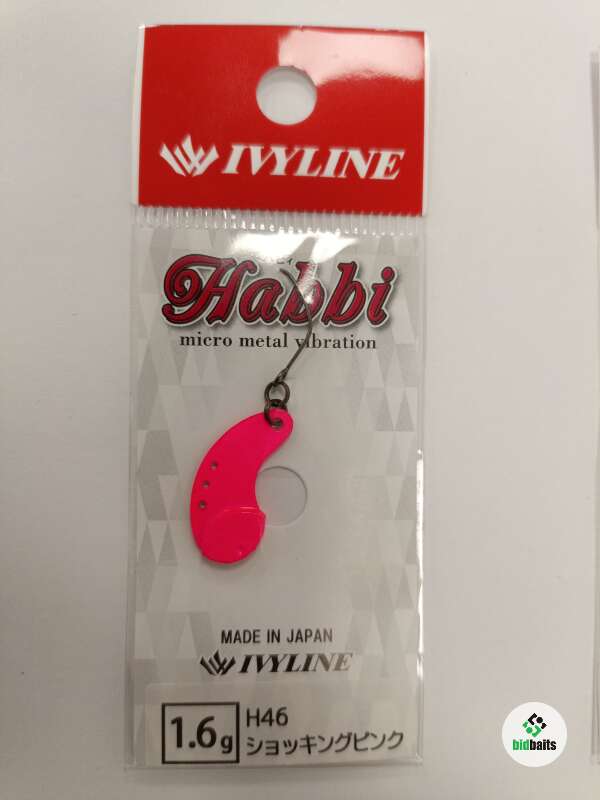 IVYLINE
Habbi
micro metal vibration
MADE IN JAPAN
IVYLINE
1.6g
H46
ショッキングピンク
bidbaits